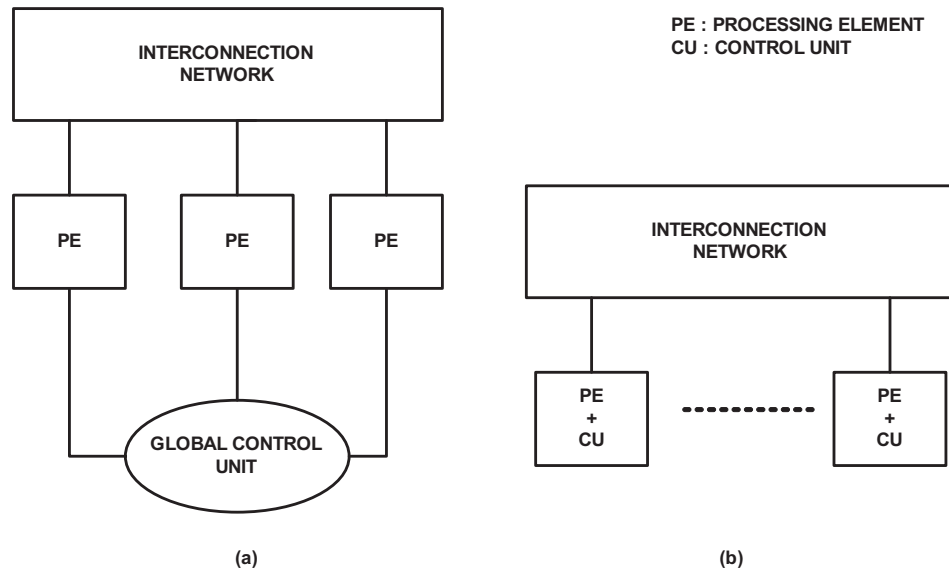 INTERCONNECTION
NETWORK
PE
PE
PE
GLOBAL CONTROL
UNIT
(a)
PE : PROCESSING ELEMENT
CU : CONTROL UNIT
INTERCONNECTION
NETWORK
PE
+
CU
PE
+
CU
(b)